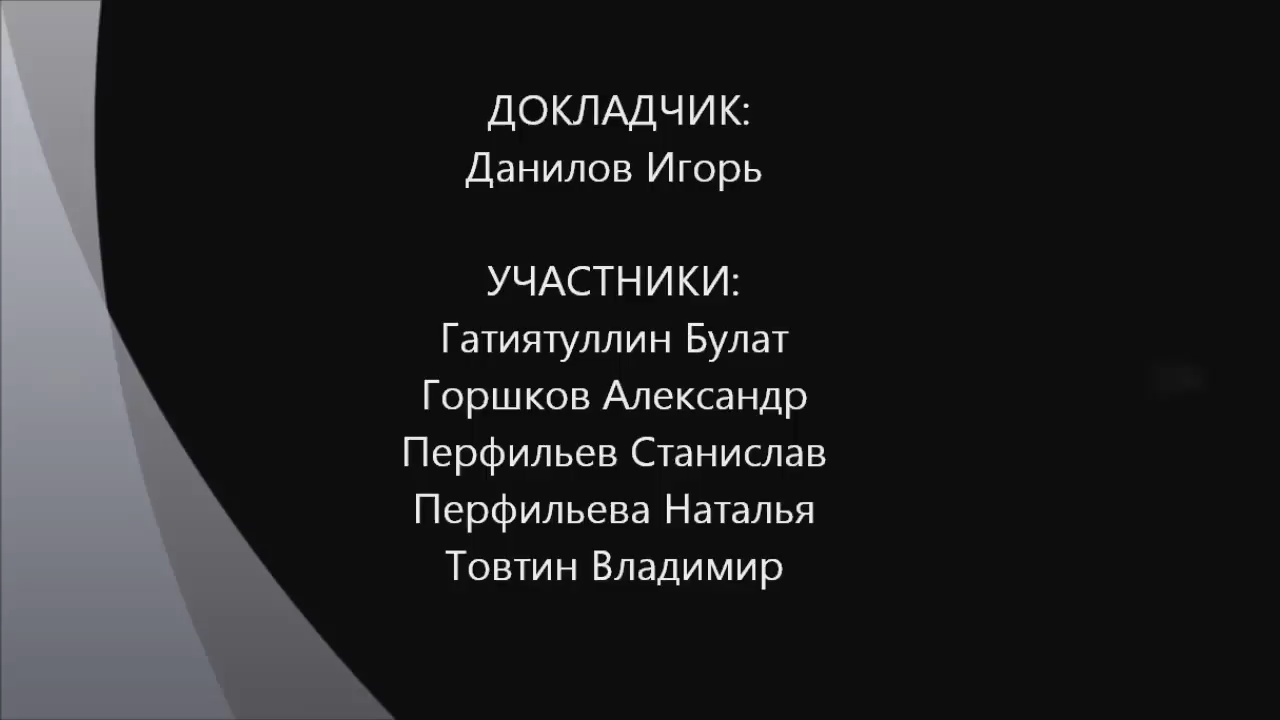 ДОКЛАДЧИК:
Данилов Игорь
УЧАСТНИКИ:
Гатиятуллин Булат
Горшков Александр
Перфильев Станислав
Перфильева Наталья
Товтин Владимир